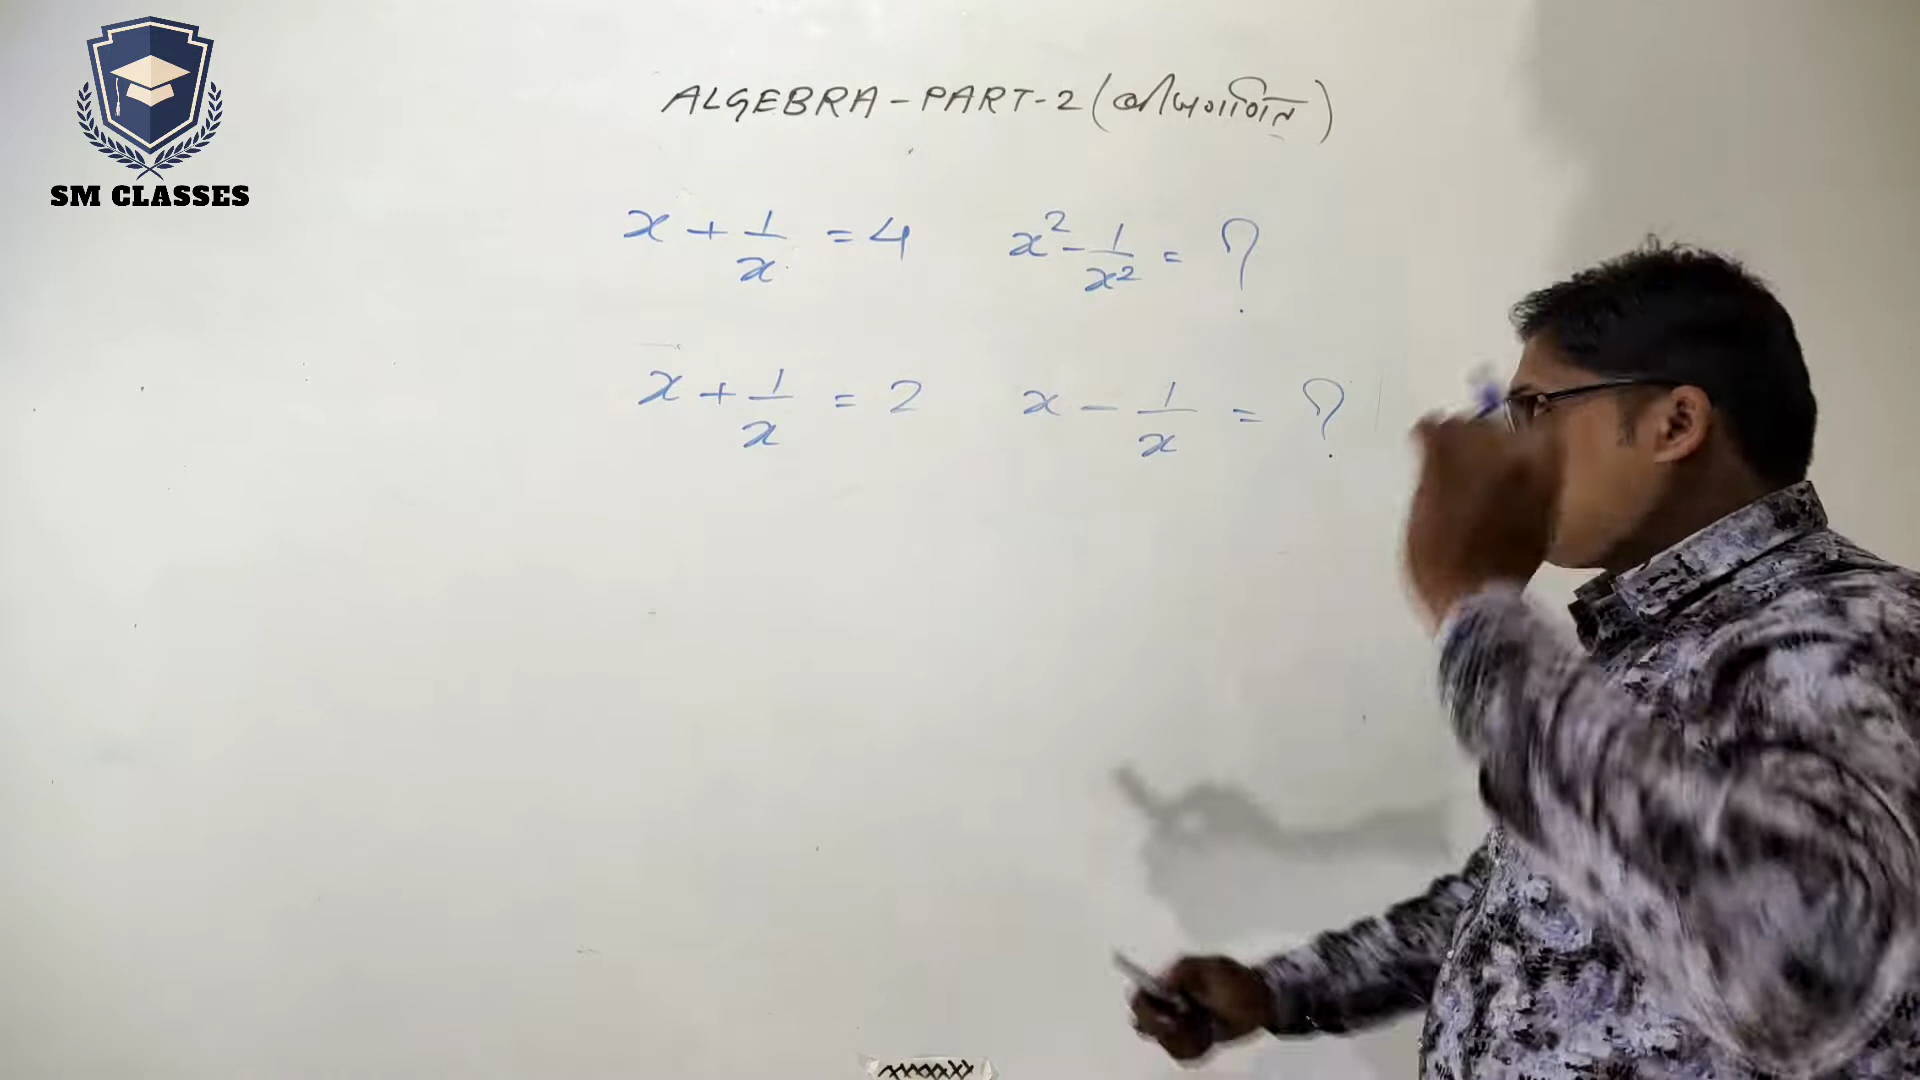 SM CLASSES
ALGEBRA - PART - 2 (বীজগণিত)
x + 1/x = 4 x² - 1/x² = ?
x + 1/x = 2 x - 1/x = ?